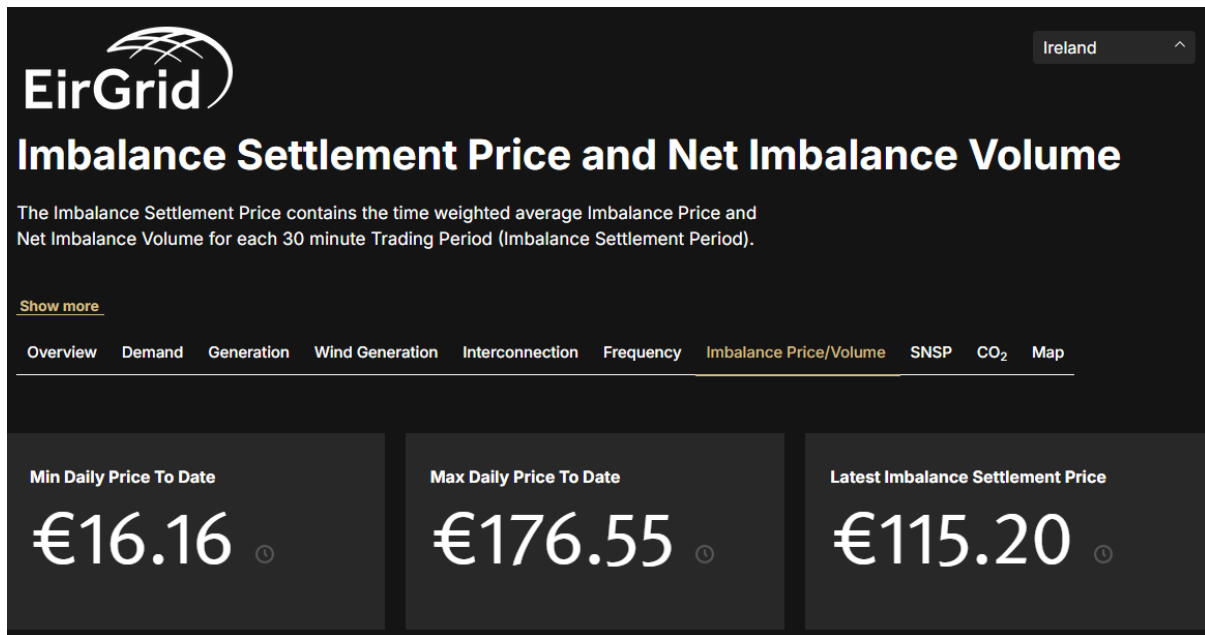 EirGrid
Ireland
Imbalance Settlement Price and Net Imbalance Volume
The Imbalance Settlement Price contains the time weighted average Imbalance Price and
Net Imbalance Volume for each 30 minute Trading Period (Imbalance Settlement Period).
Show more
Overview Demand Generation Wind Generation Interconnection Frequency Imbalance Price/Volume SNSP CO₂ Map
Min Daily Price To Date
€16.16
Max Daily Price To Date
€176.55
Latest Imbalance Settlement Price
€115.20